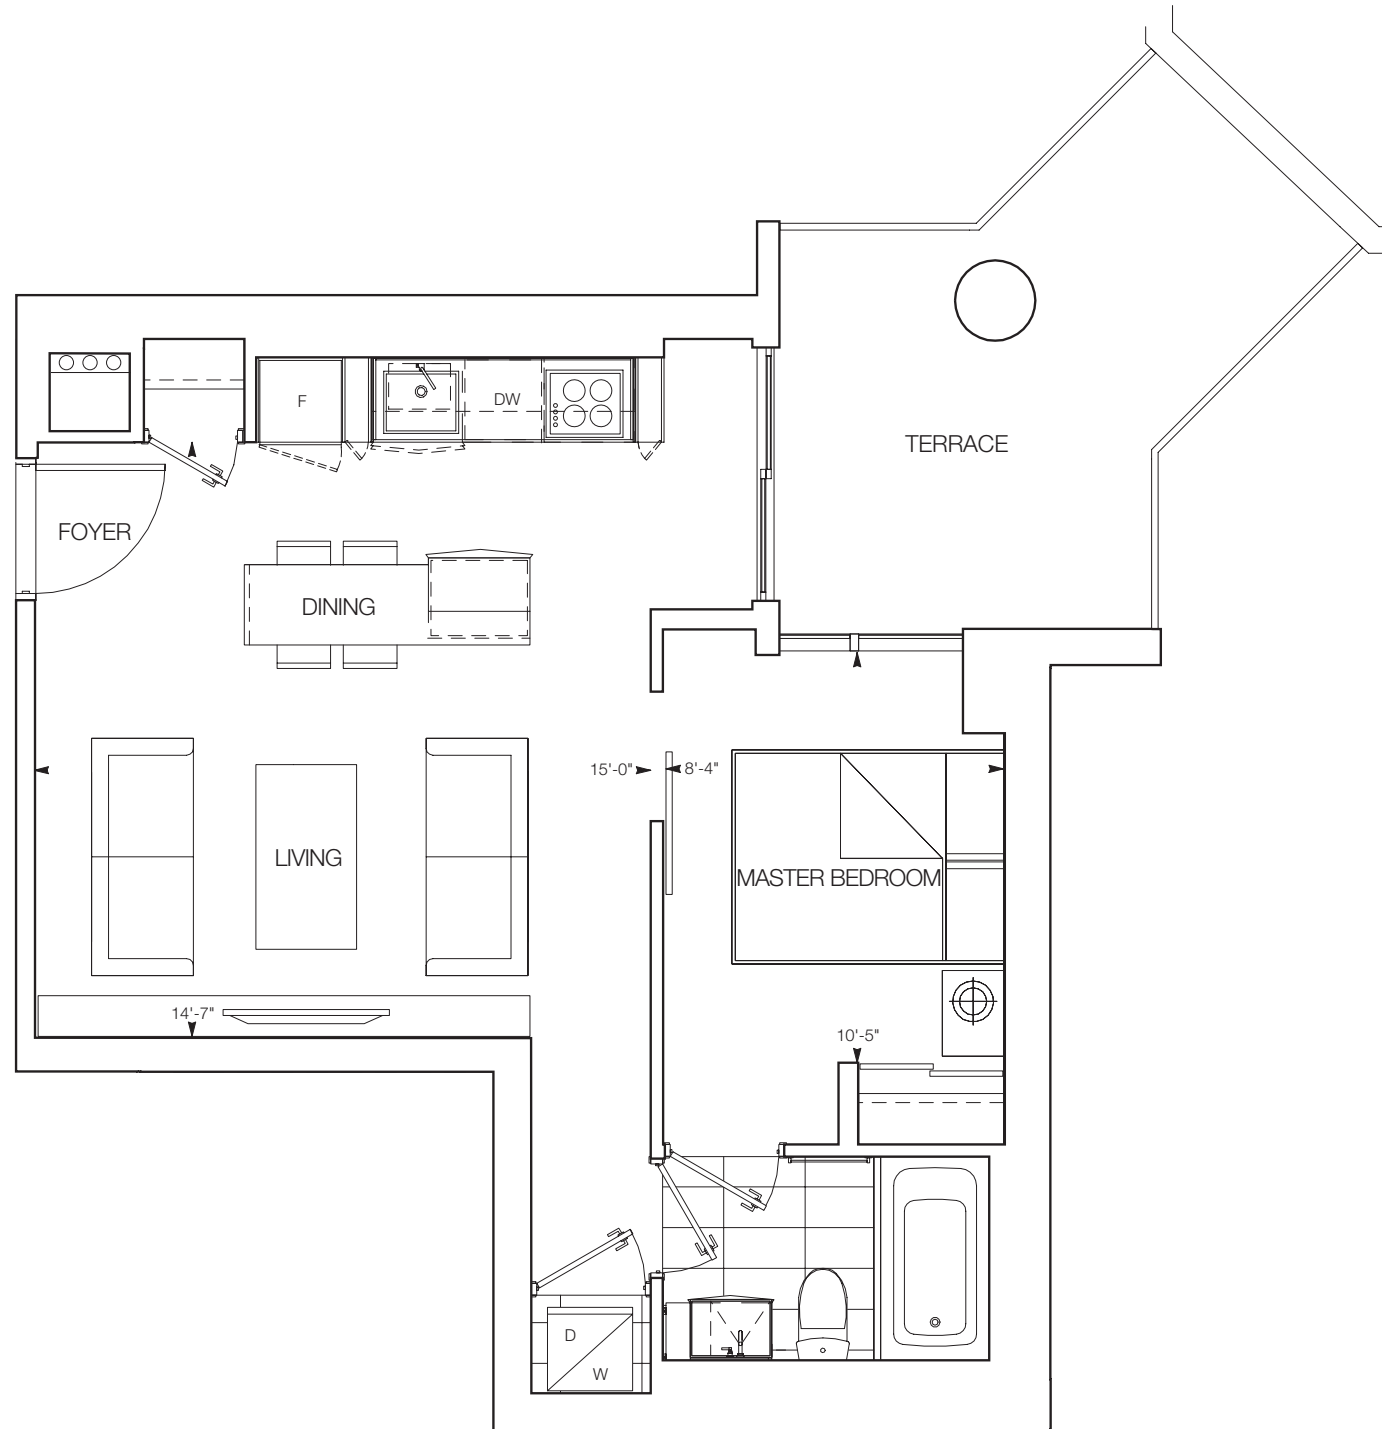 F
DW
TERRACE
FOYER
DINING
15'-0" 8'-4"
LIVING
MASTER BEDROOM
14'-7"
10'-5"
D
W